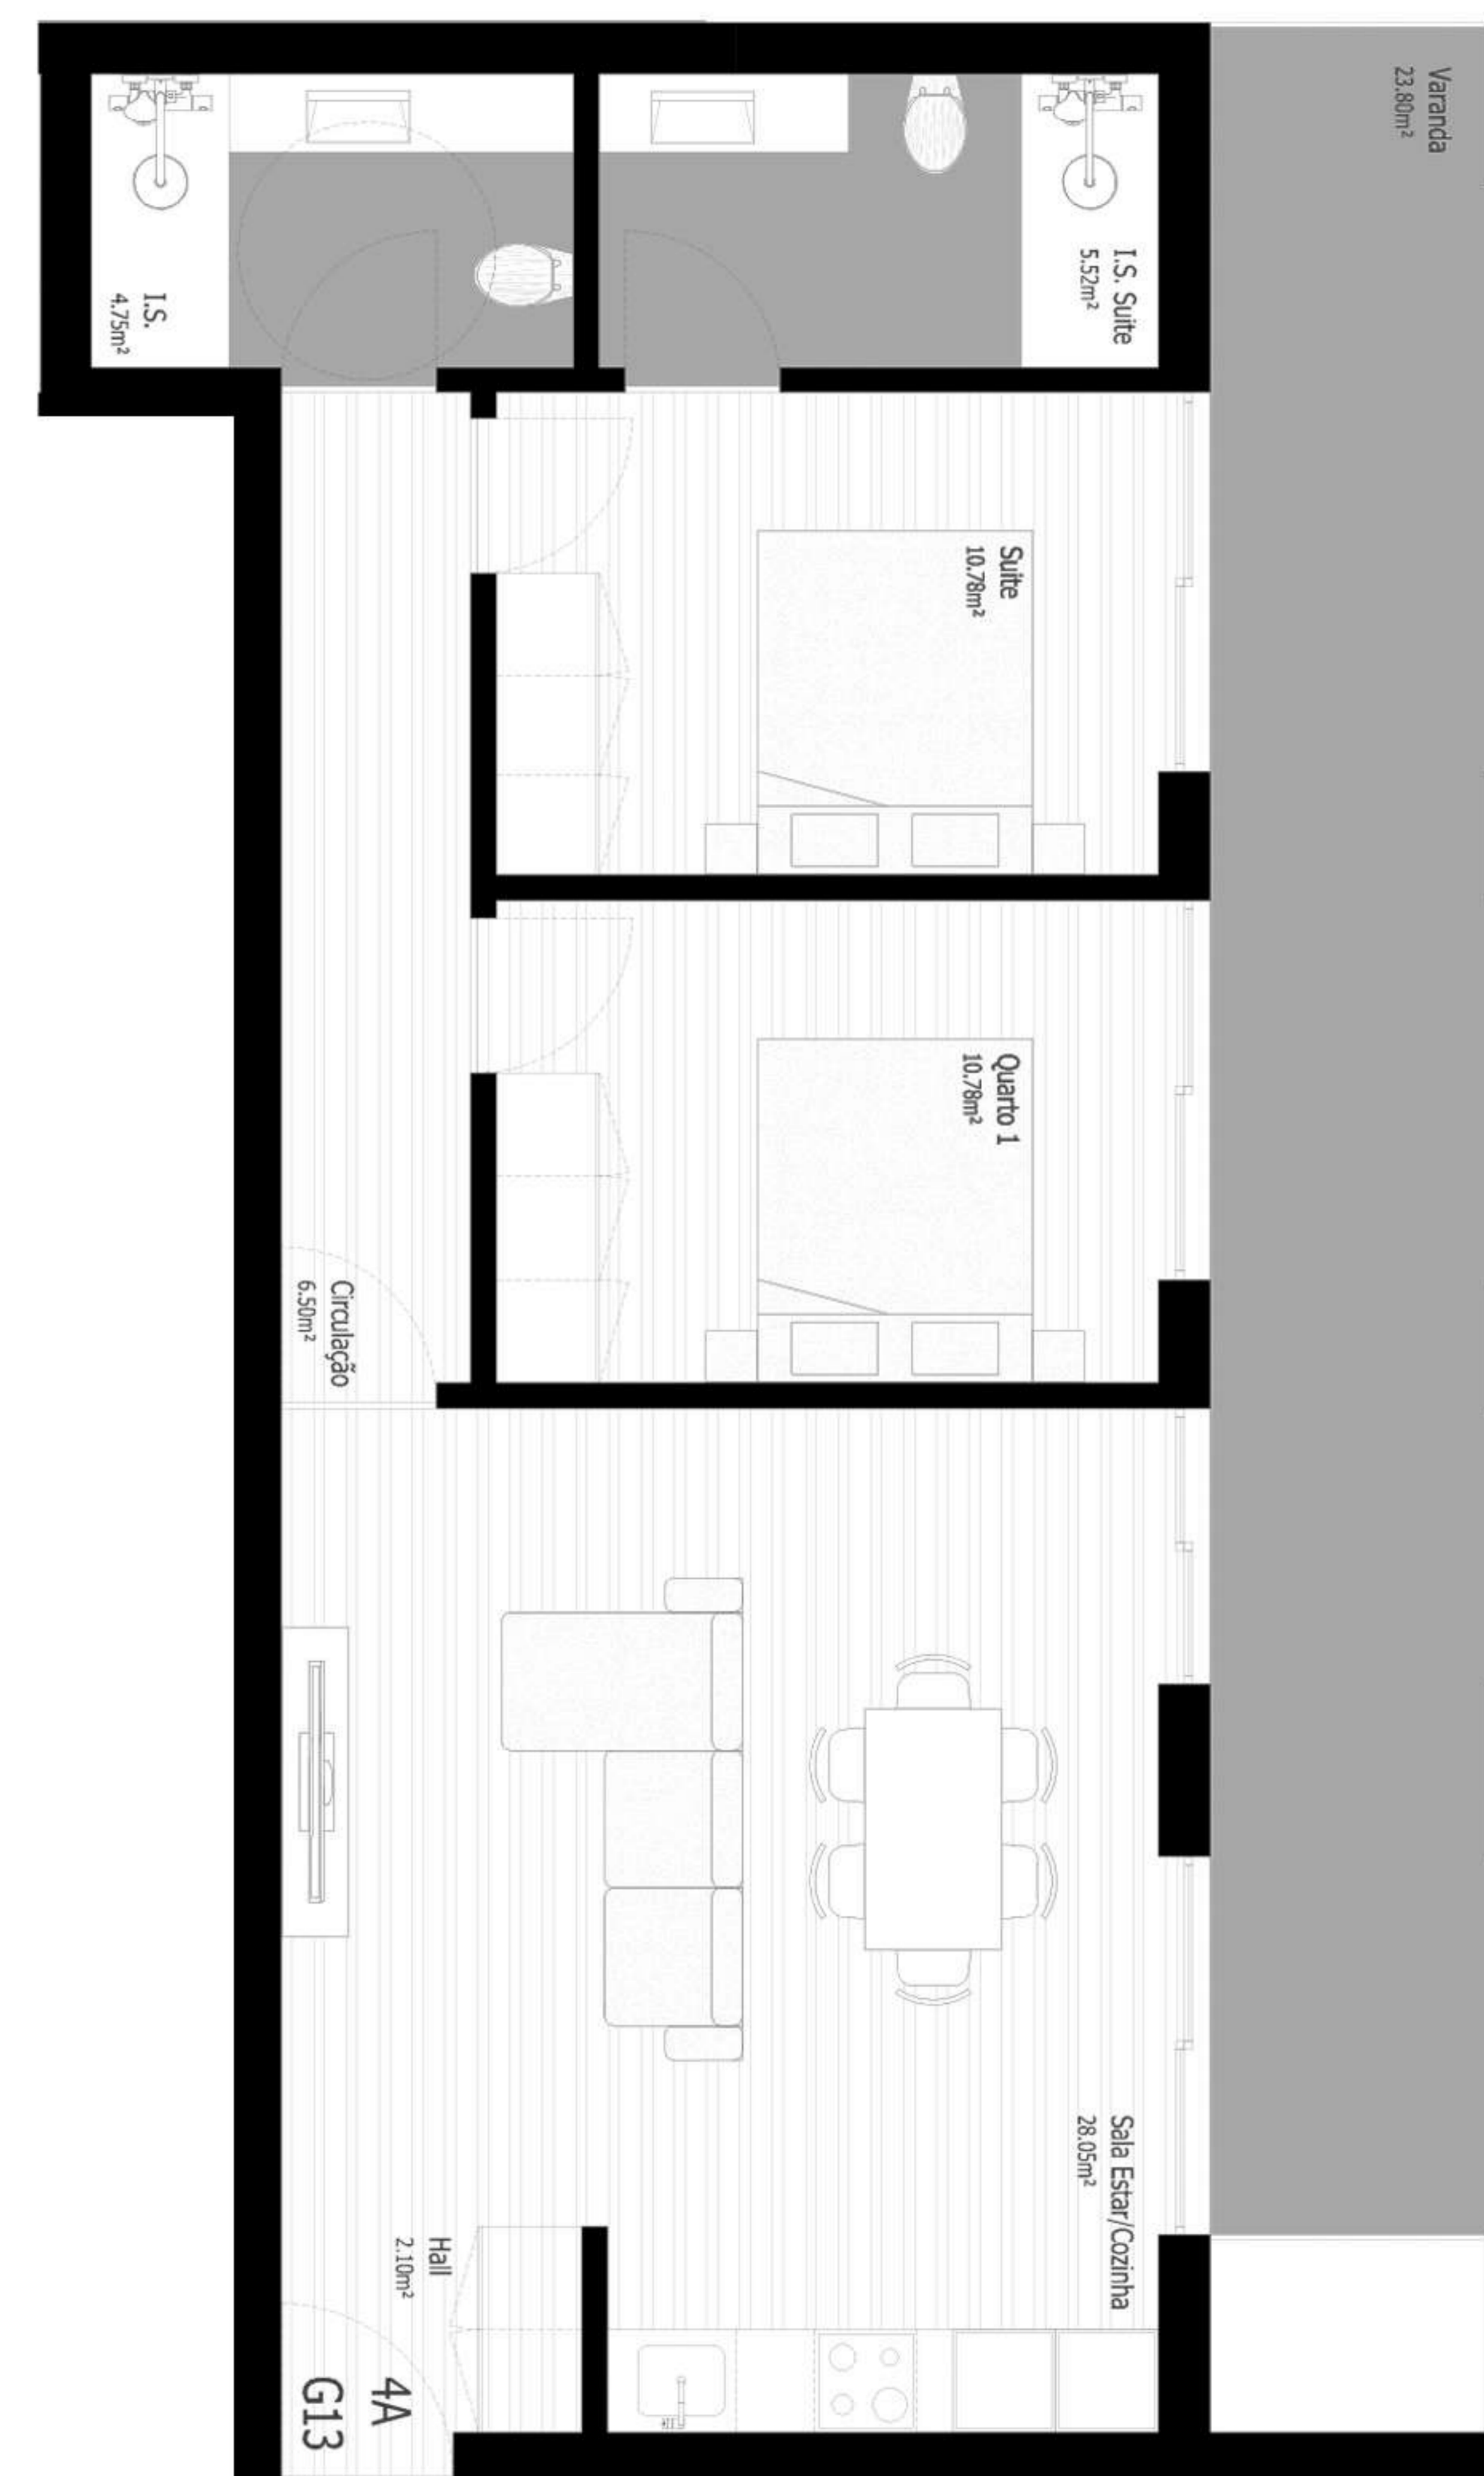 Varanda
23.80m²
I.S. Suite
5.52m²
I.S.
4.75m²
Suite
10.78m²
Quarto 1
10.78m²
Circulação
6.50m²
Sala Estar/Cozinha
28.05m²
Hall
2.10m²
4A
G13